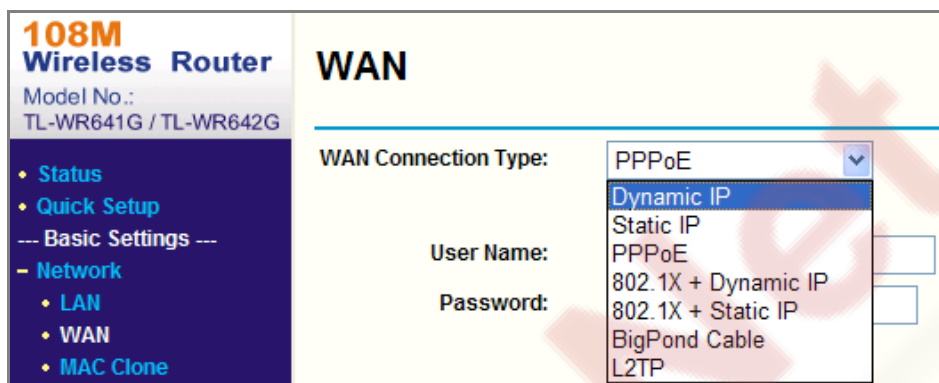 108M
Wireless Router
Model No.:
TL-WR641G / TL-WR642G
• Status
• Quick Setup
--- Basic Settings ---
– Network
• LAN
• WAN
• MAC Clone
WAN
WAN Connection Type:
PPPoE
Dynamic IP
Static IP
PPPoE
802.1X + Dynamic IP
802.1X + Static IP
BigPond Cable
L2TP
User Name:
Password: